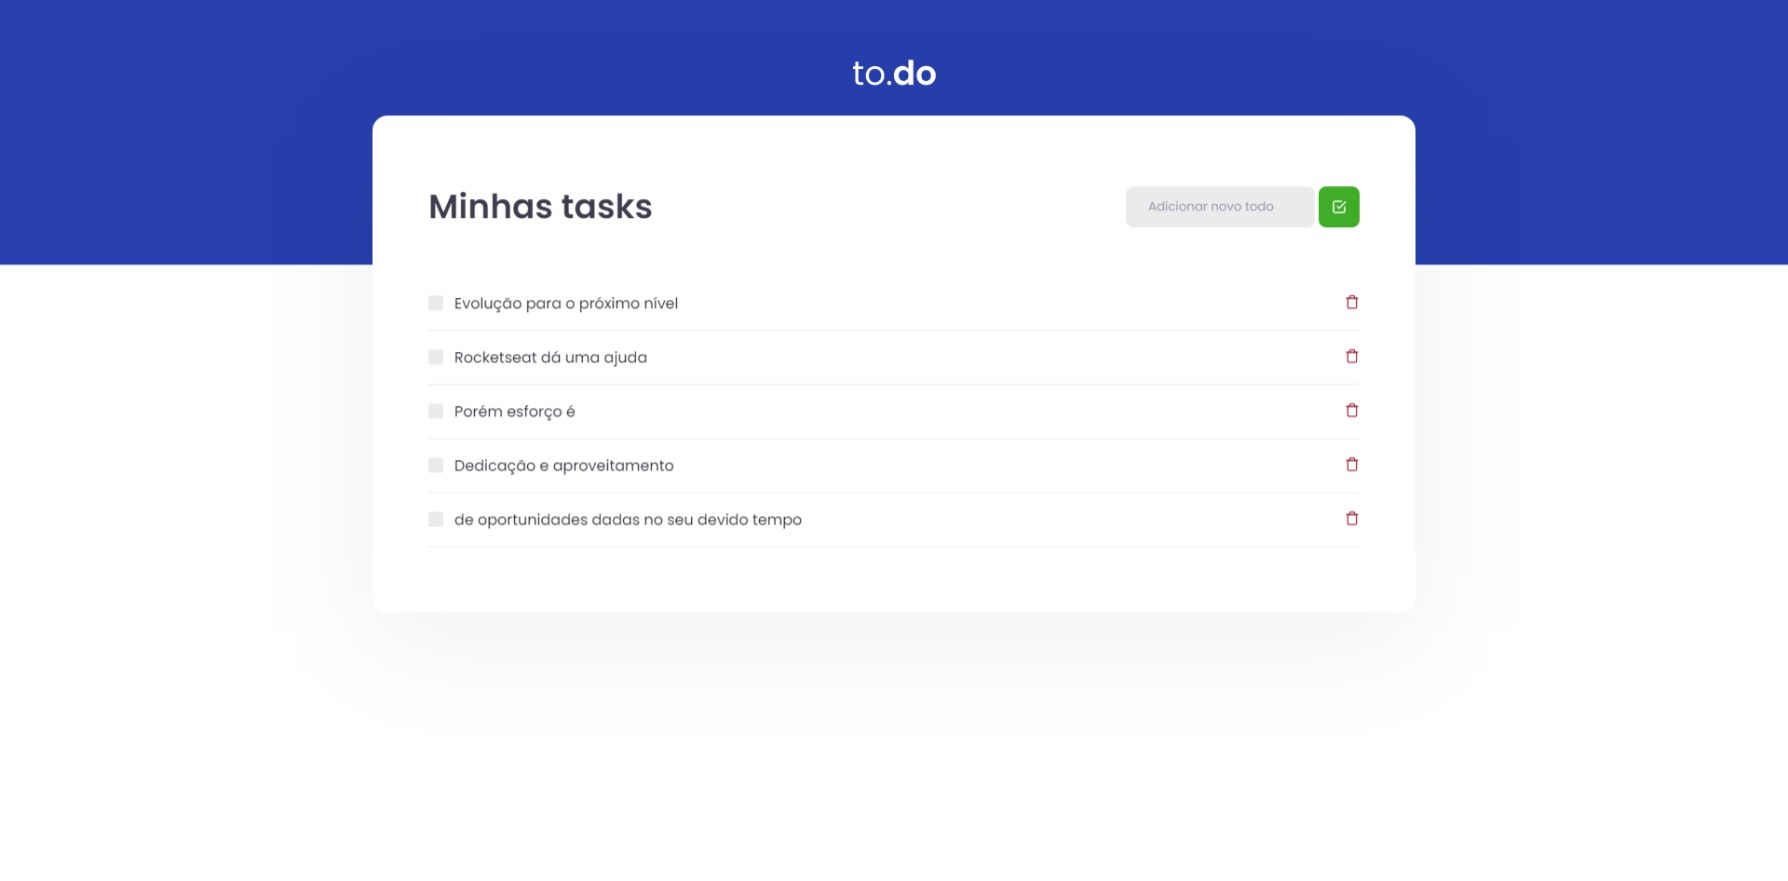 to.do
Minhas tasks
Adicionar novo todo
Evolução para o próximo nível
Rocketseat dá uma ajuda
Porém esforço é
Dedicação e aproveitamento
de oportunidades dadas no seu devido tempo